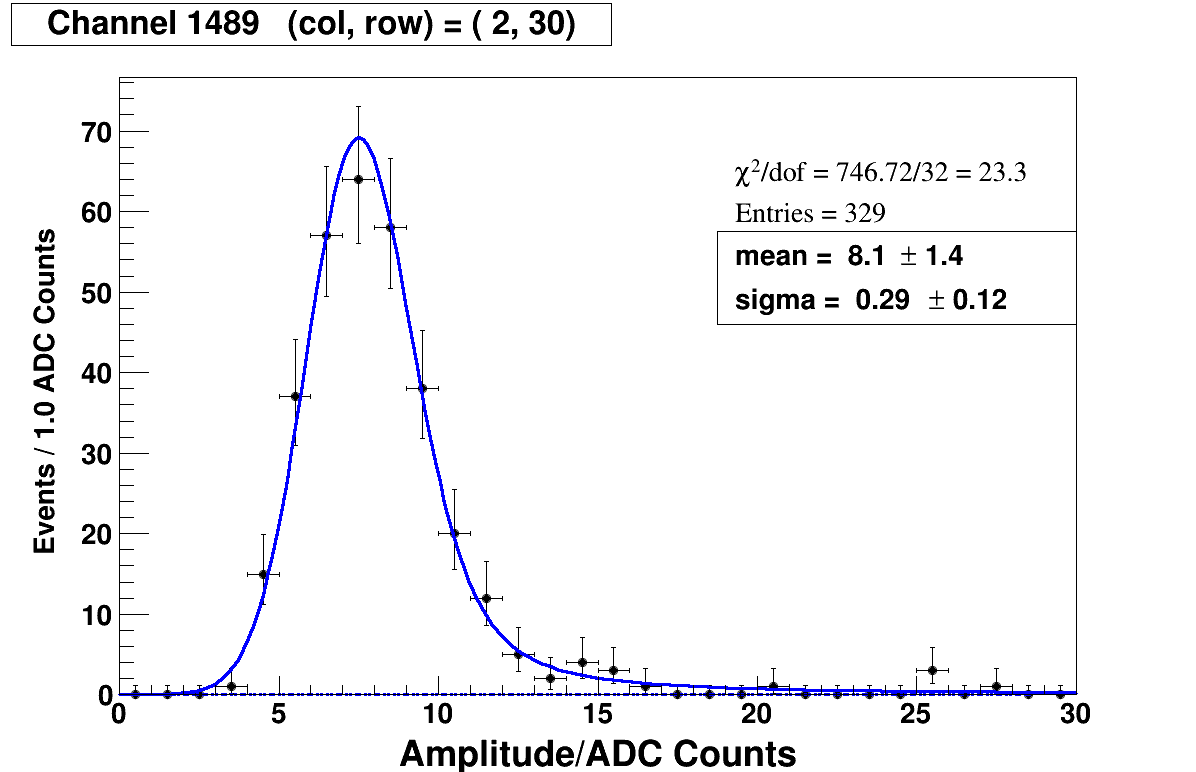 Channel 1489 (col, row) = ( 2, 30)
χ²/dof = 746.72/32 = 23.3
Entries = 329
mean = 8.1 ± 1.4
sigma = 0.29 ± 0.12
Events / 1.0 ADC Counts
70
60
50
40
30
20
10
0
0 5 10 15 20 25 30
Amplitude/ADC Counts